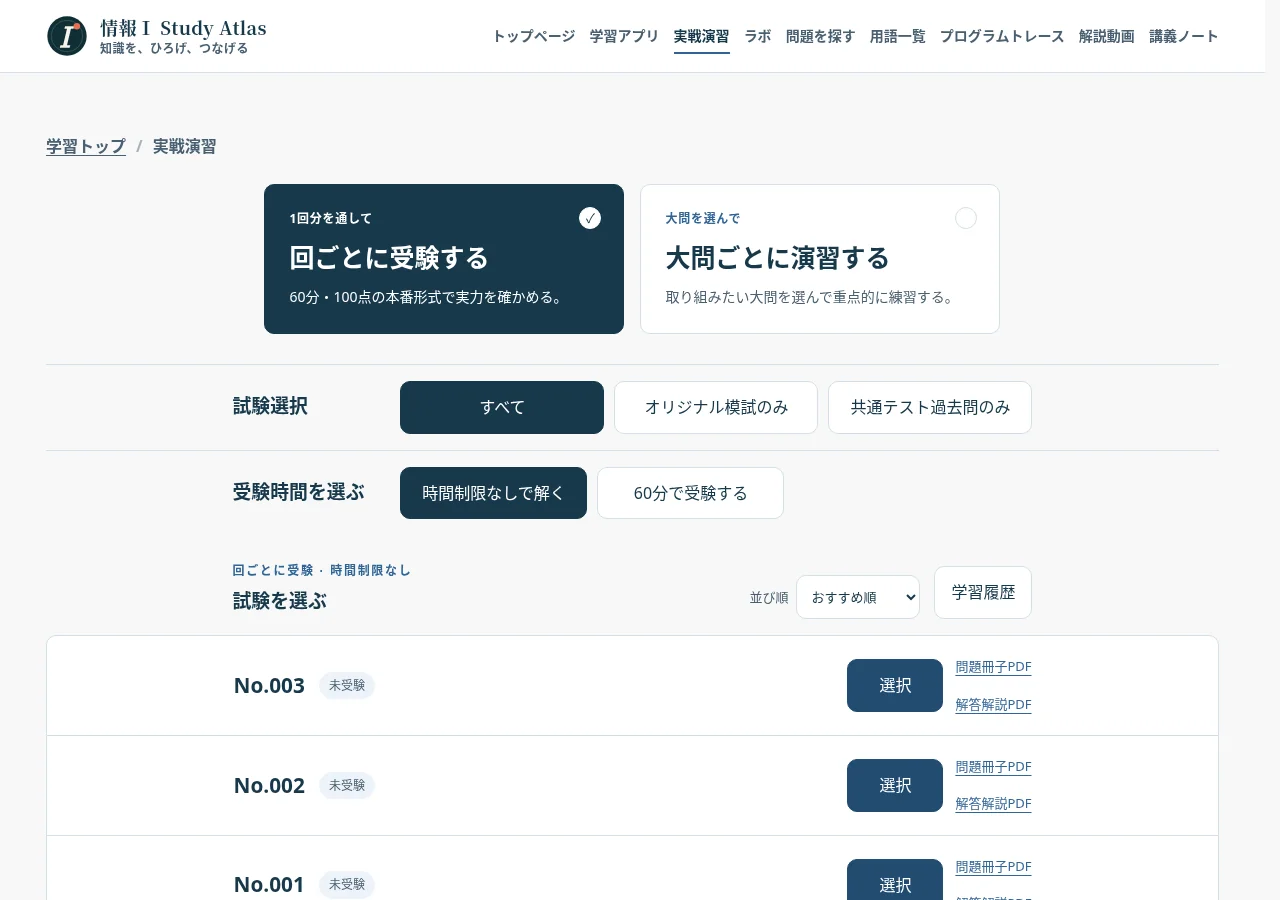 情報 I Study Atlas
知識を、ひろげ、つなげる
トップページ 学習アプリ 実戦演習 ラボ 問題を探す 用語一覧 プログラムトレース 解説動画 講義ノート
学習トップ / 実戦演習
1回分を通して
回ごとに受験する
60分・100点の本番形式で実力を確かめる。
大問を選んで
大問ごとに演習する
取り組みたい大問を選んで重点的に練習する。
試験選択 すべて オリジナル模試のみ 共通テスト過去問のみ
受験時間を選ぶ 時間制限なしで解く 60分で受験する
回ごとに受験・時間制限なし
試験を選ぶ
並び順 おすすめ順 学習履歴
No.003 未受験 選択 問題冊子PDF
解答解説PDF
No.002 未受験 選択 問題冊子PDF
解答解説PDF
No.001 未受験 選択 問題冊子PDF